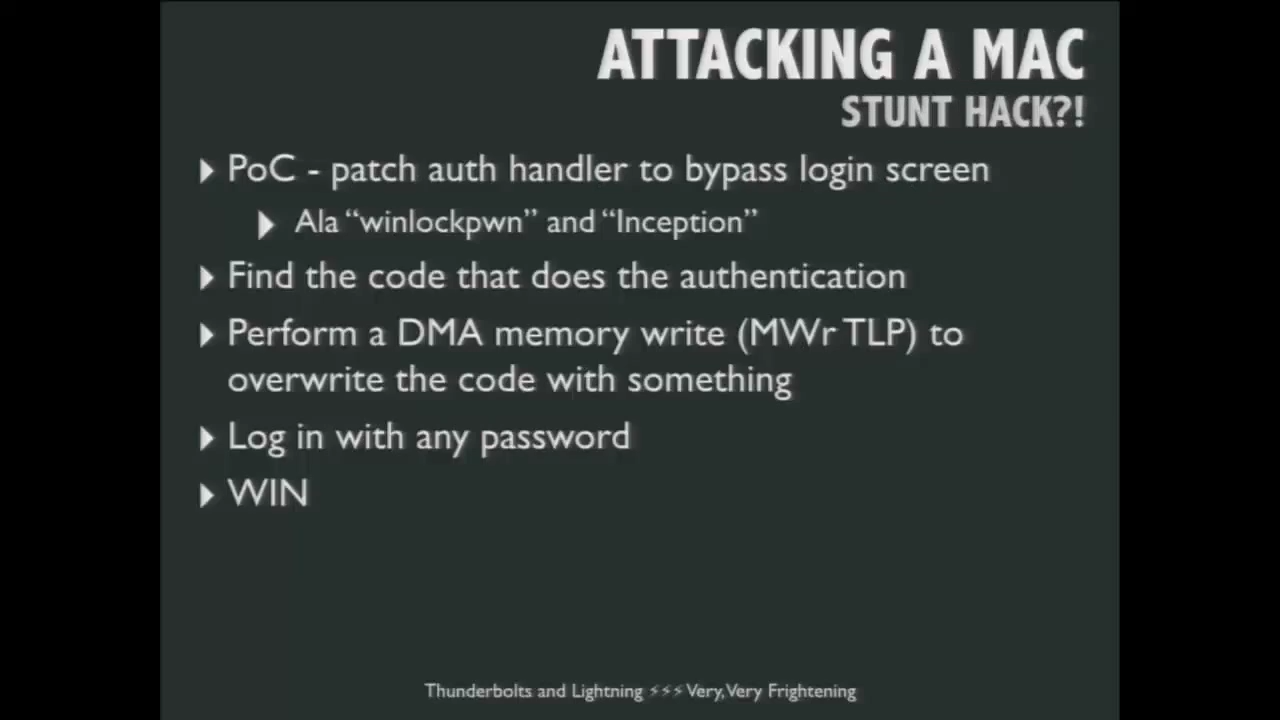 ATTACKING A MAC
STUNT HACK?!
PoC - patch auth handler to bypass login screen
Ala “winlockpwn” and “Inception”
Find the code that does the authentication
Perform a DMA memory write (MWr TLP) to
overwrite the code with something
Log in with any password
WIN
Thunderbolts and Lightning ⚡⚡⚡ Very, Very Frightening